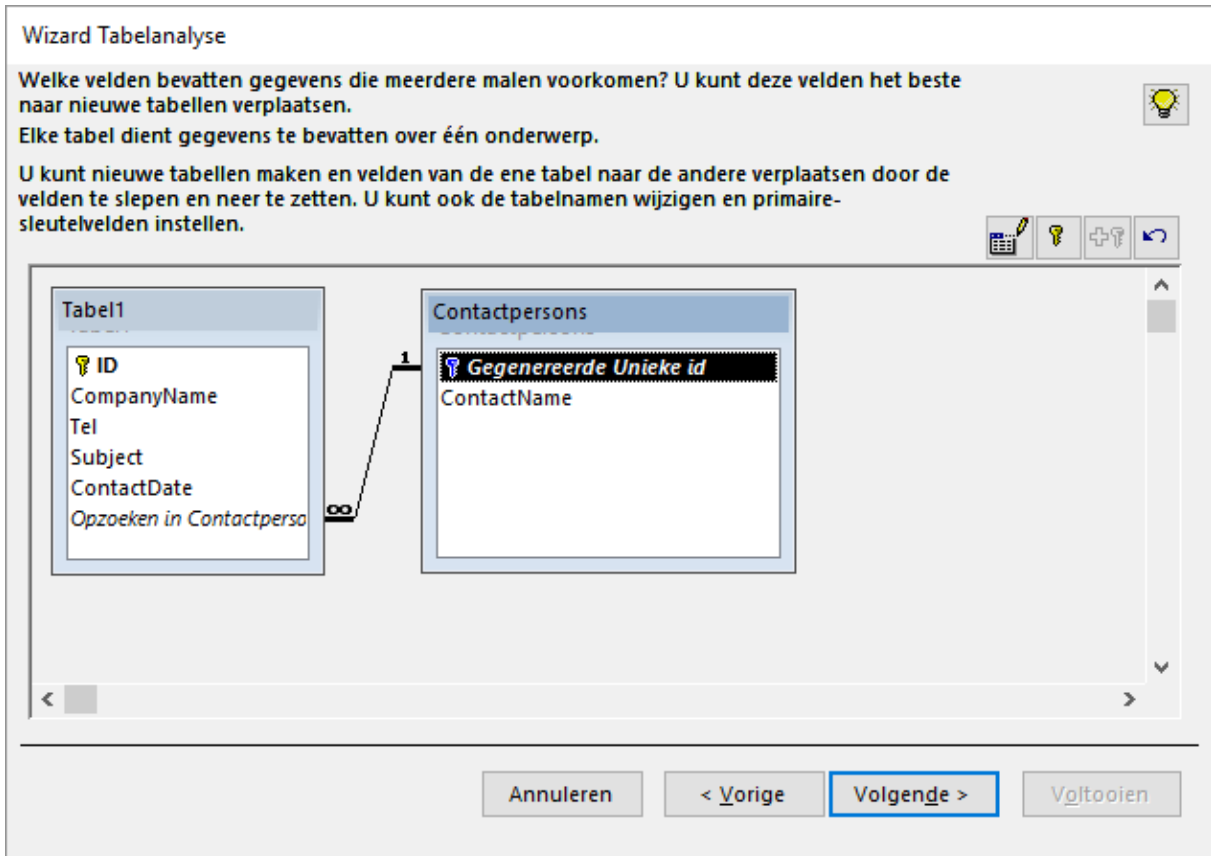 Wizard Tabelanalyse
Welke velden bevatten gegevens die meerdere malen voorkomen? U kunt deze velden het beste
naar nieuwe tabellen verplaatsen.
Elke tabel dient gegevens te bevatten over één onderwerp.
U kunt nieuwe tabellen maken en velden van de ene tabel naar de andere verplaatsen door de
velden te slepen en neer te zetten. U kunt ook de tabelnamen wijzigen en primaire-
sleutelvelden instellen.
Tabel1
ID
CompanyName
Tel
Subject
ContactDate
Opzoeken in Contactperso
∞
1
Contactpersons
Gegenereerde Unieke id
ContactName
Annuleren
< Vorige
Volgende >
Voltooien